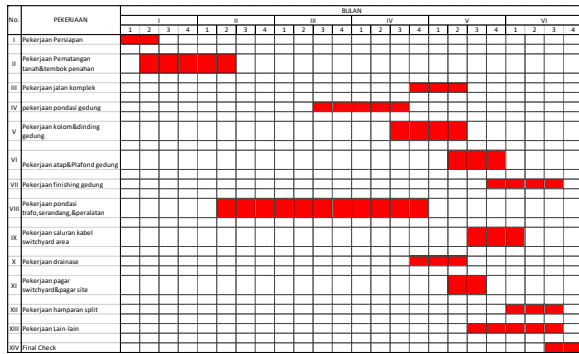 No. PEKERJAAN BULAN
I II III IV V VI
1 2 3 4 1 2 3 4 1 2 3 4 1 2 3 4 1 2 3 4 1 2 3 4
I Pekerjaan Persiapan
II Pekerjaan Pematangan
tanah&tembok penahan
III Pekerjaan jalan komplek
IV pekerjaan pondasi gedung
V Pekerjaan kolom&dinding
gedung
VI Pekerjaan atap&Plafond gedung
VII Pekerjaan finishing gedung
VIII Pekerjaan pondasi
trafo,serandang,&peralatan
IX Pekerjaan saluran kabel
switchyard area
X Pekerjaan drainase
XI Pekerjaan pagar
switchyard&pagar site
XII Pekerjaan hamparan split
XIII Pekerjaan Lain-lain
XIV Final Check